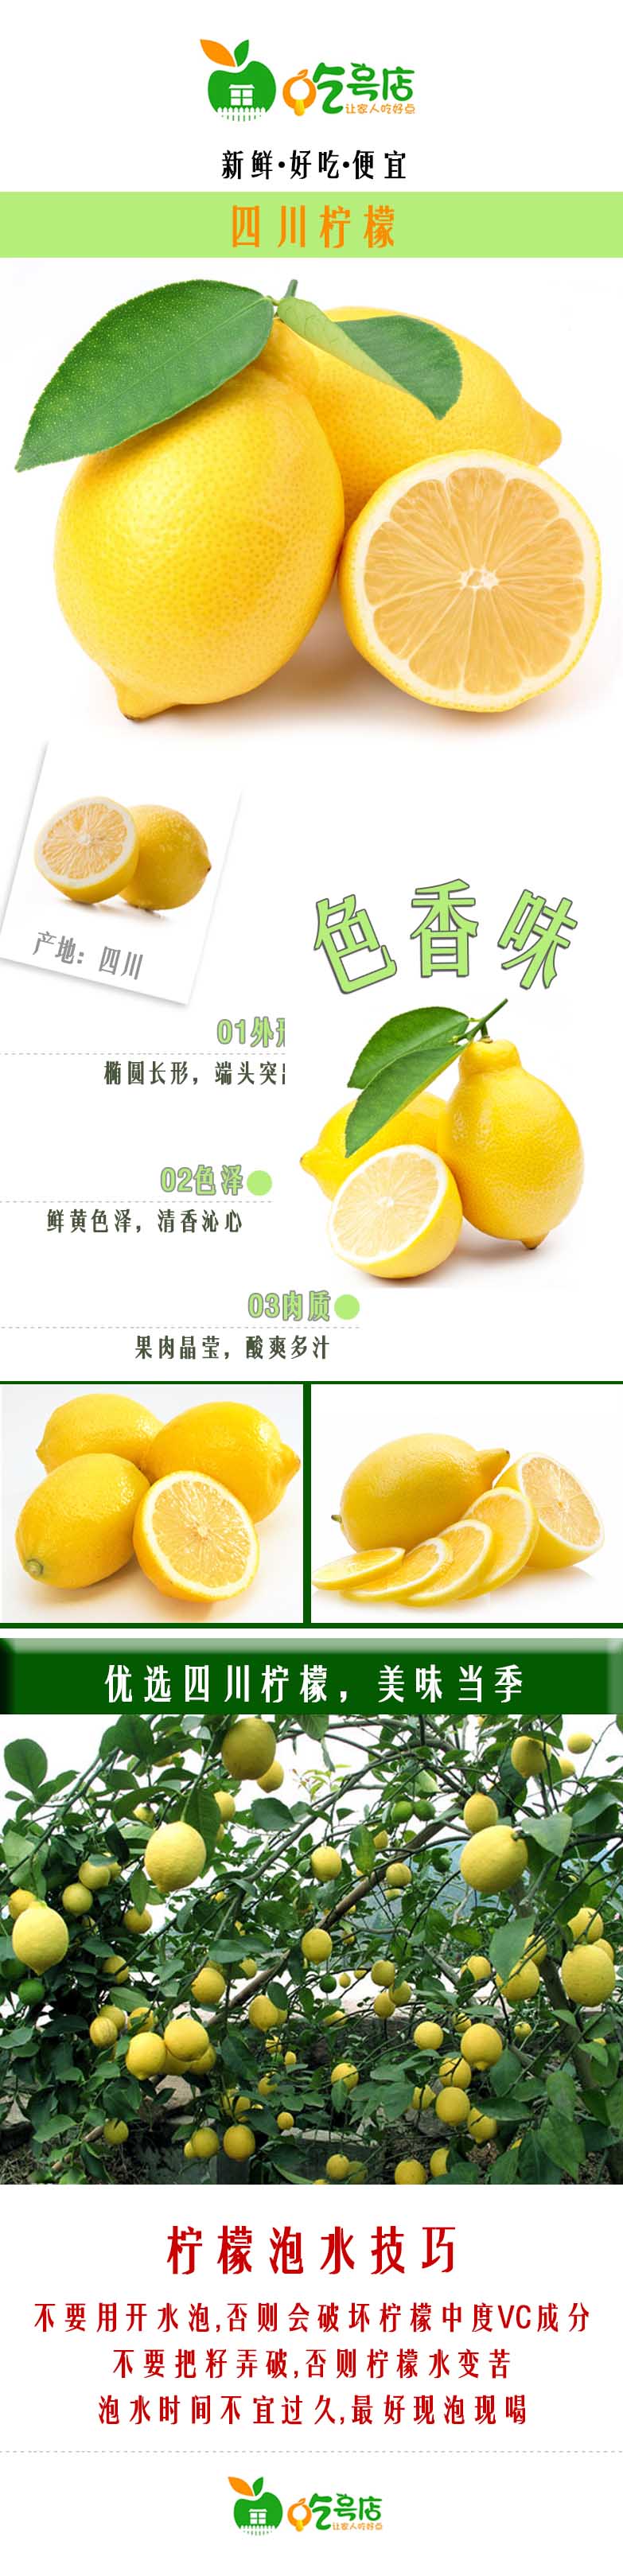 吃号店
让家人吃好点
新鲜·好吃·便宜
四川柠檬
产地：四川
色香味
01外
椭圆长形，端头突
02色泽
鲜黄色泽，清香沁心
03肉质
果肉晶莹，酸爽多汁
优选四川柠檬，美味当季
柠檬泡水技巧
不要用开水泡,否则会破坏柠檬中度VC成分
不要把籽弄破,否则柠檬水变苦
泡水时间不宜过久,最好现泡现喝
吃号店
让家人吃好点